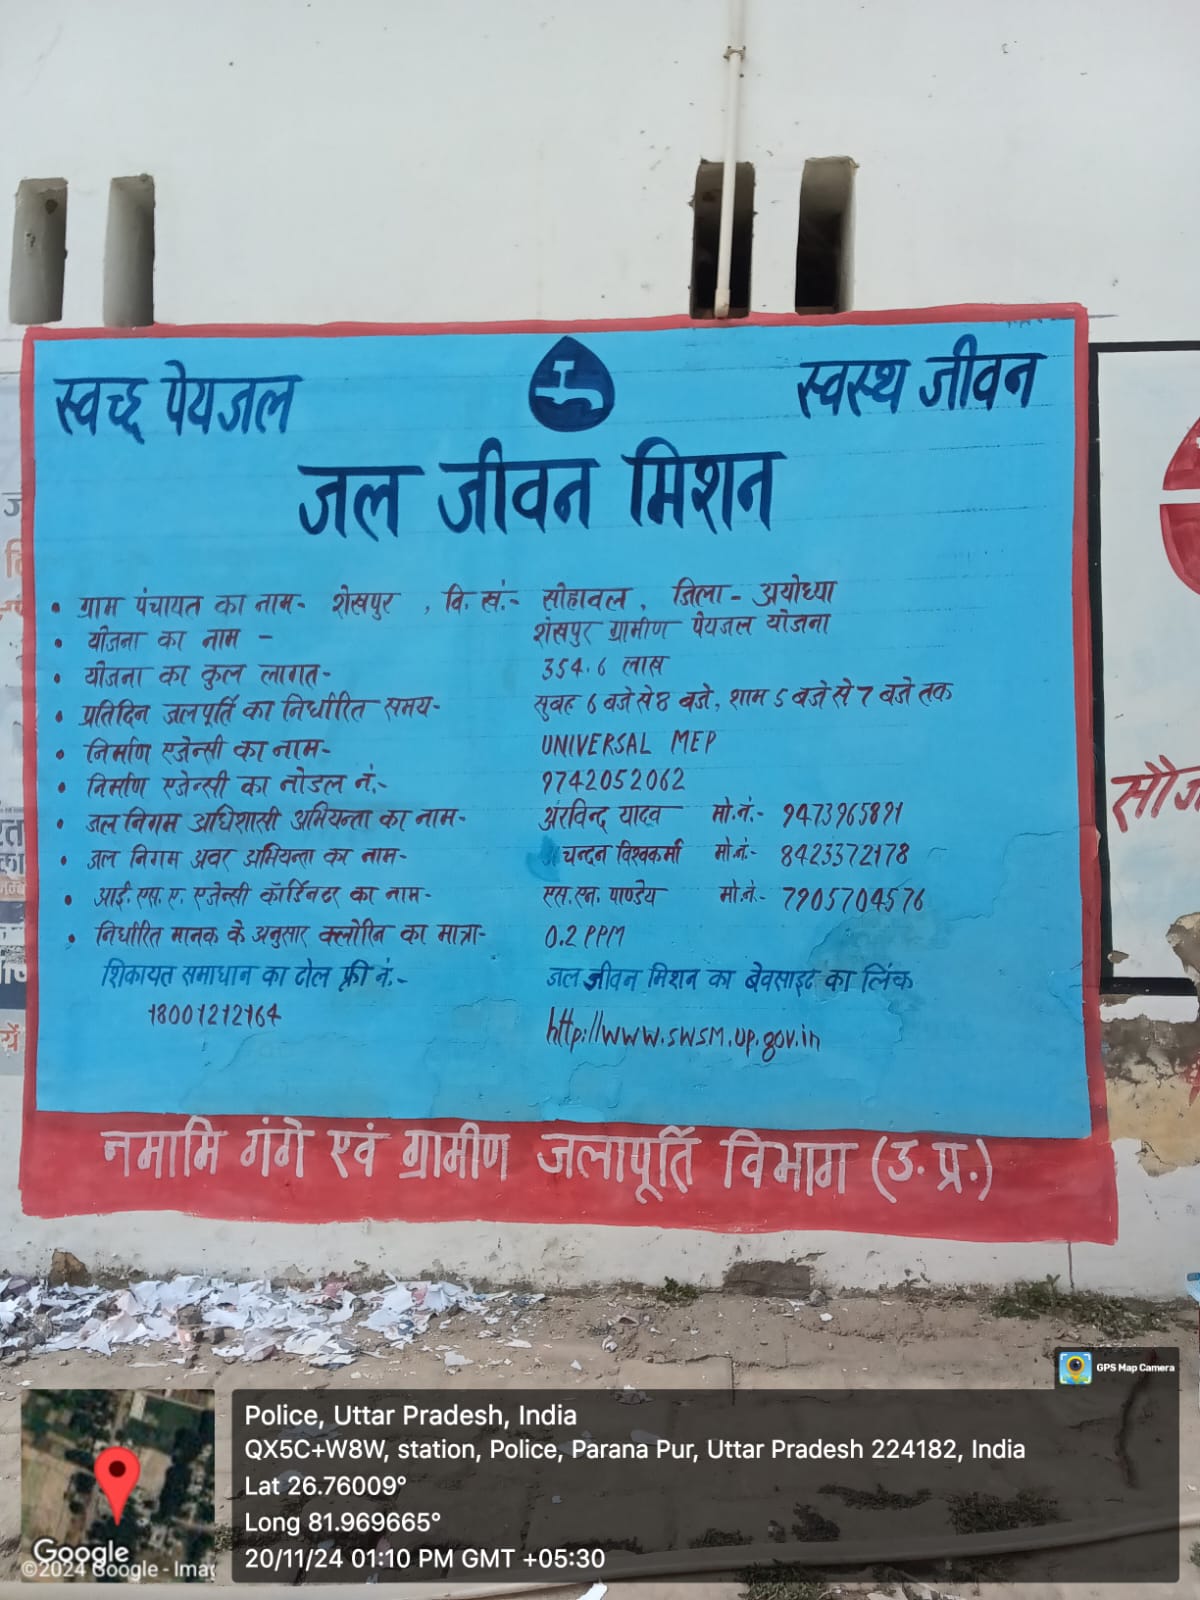 स्वच्छ पेयजल
स्वस्थ जीवन
जल जीवन मिशन
• ग्राम पंचायत का नाम- शेखपुर , वि. खं.- सोहावल , जिला - अयोध्या
• योजना का नाम - शेखपुर ग्रामीण पेयजल योजना
• योजना का कुल लागत- 354.6 लाख
• प्रतिदिन जलपूर्ति का निर्धारित समय- सुबह 6 बजे से 8 बजे, शाम 5 बजे से 7 बजे तक
• निर्माण एजेन्सी का नाम- UNIVERSAL MEP
• निर्माण एजेन्सी का नोडल नं.- 9742052062
• जल निगम अधिशासी अभियन्ता का नाम- अरविन्द यादव मो.नं.- 9473965891
• जल निगम अवर अभियन्ता का नाम- चन्दन विश्वकर्मा मो.नं.- 8423372178
• आई. एस. ए. एजेन्सी कॉर्डिनटर का नाम- एस. एन. पाण्डेय मो.नं.- 7905704576
• निर्धारित मानक के अनुसार क्लोरिन का मात्रा- 0.2 PPM
शिकायत समाधान का टोल फ्री नं.- जल जीवन मिशन का बेवसाइट का लिंक
18001212164
http://www.swsm.up.gov.in
नमामि गंगे एवं ग्रामीण जलापूर्ति विभाग (उ. प्र.)
GPS Map Camera
Police, Uttar Pradesh, India
QX5C+W8W, station, Police, Parana Pur, Uttar Pradesh 224182, India
Lat 26.76009°
Long 81.969665°
20/11/24 01:10 PM GMT +05:30
Google
©2024 Google - Imag